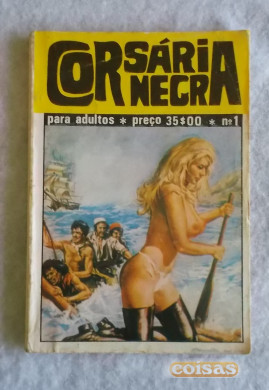 CORSÁRIA
NEGRA
para adultos * preço 35$00 * nº1
coisas